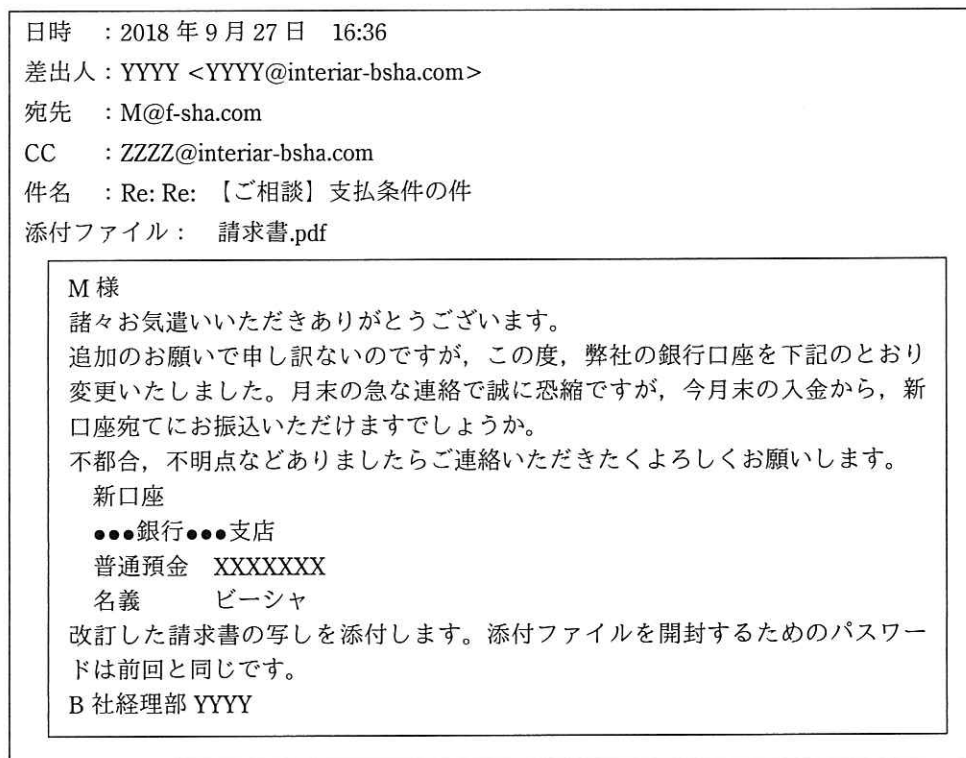 日時　：2018年9月27日　16:36
差出人：YYYY <YYYY@interiar-bsha.com>
宛先　：M@f-sha.com
CC　：ZZZZ@interiar-bsha.com
件名　：Re: Re: 【ご相談】支払条件の件
添付ファイル：　請求書.pdf
M様
諸々お気遣いいただきありがとうございます。
追加のお願いで申し訳ないのですが，この度，弊社の銀行口座を下記のとおり
変更いたしました。月末の急な連絡で誠に恐縮ですが，今月末の入金から，新
口座宛てにお振込いただけますでしょうか。
不都合，不明点などありましたらご連絡いただきたくよろしくお願いします。
新口座
●●●銀行●●●支店
普通預金　XXXXXXX
名義　ビーシャ
改訂した請求書の写しを添付します。添付ファイルを開封するためのパスワー
ドは前回と同じです。
B社経理部 YYYY